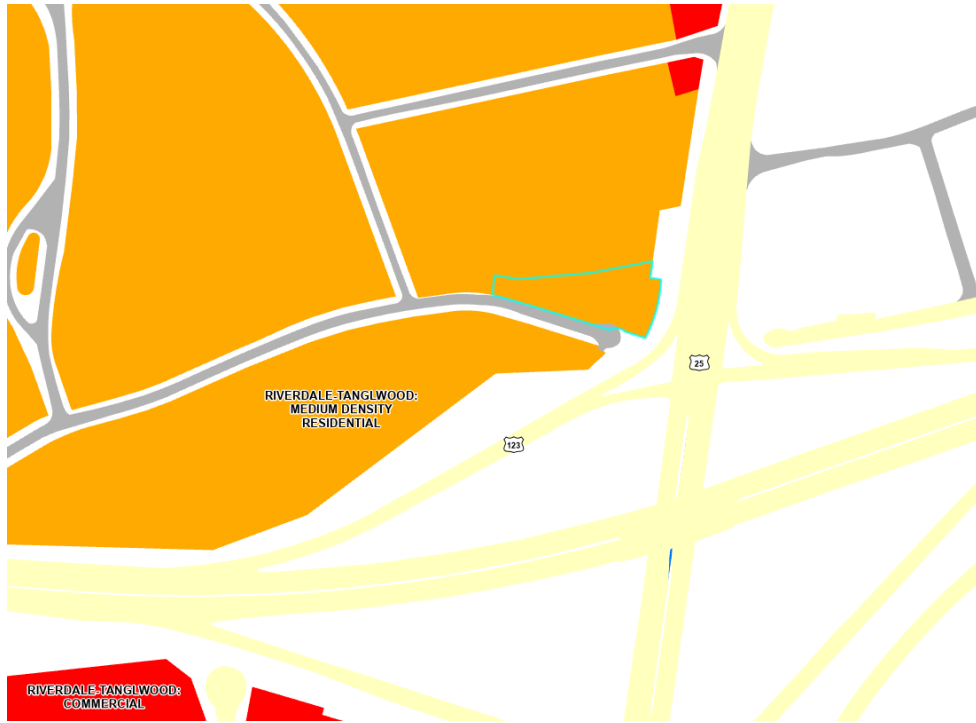 25
RIVERDALE-TANGLWOOD:
MEDIUM DENSITY
RESIDENTIAL
123
RIVERDALE-TANGLWOOD:
COMMERCIAL